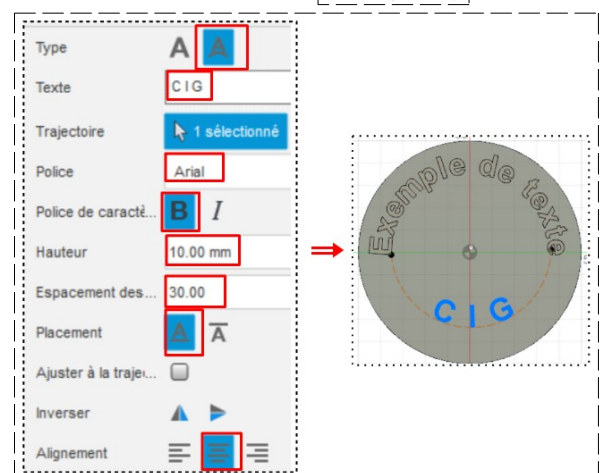 Type A A
Texte C I G
Trajectoire 1 sélectionné
Police Arial
Police de caractè... B I
Hauteur 10.00 mm
Espacement des ... 30.00
Placement A A
Ajuster à la traje...
Inverser
Alignement
Exemple de texte
C I G